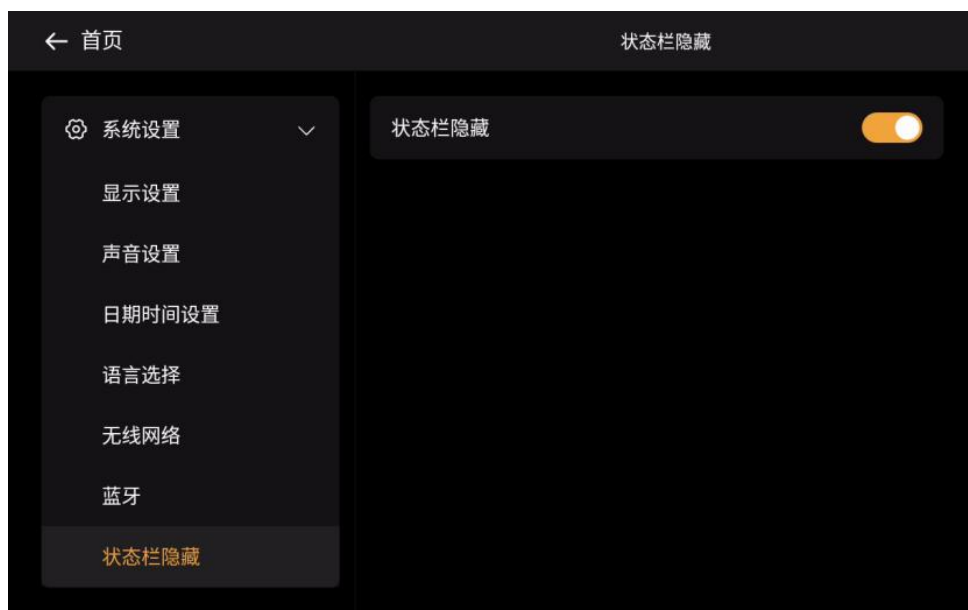 首页
状态栏隐藏
系统设置
显示设置
声音设置
日期时间设置
语言选择
无线网络
蓝牙
状态栏隐藏
状态栏隐藏